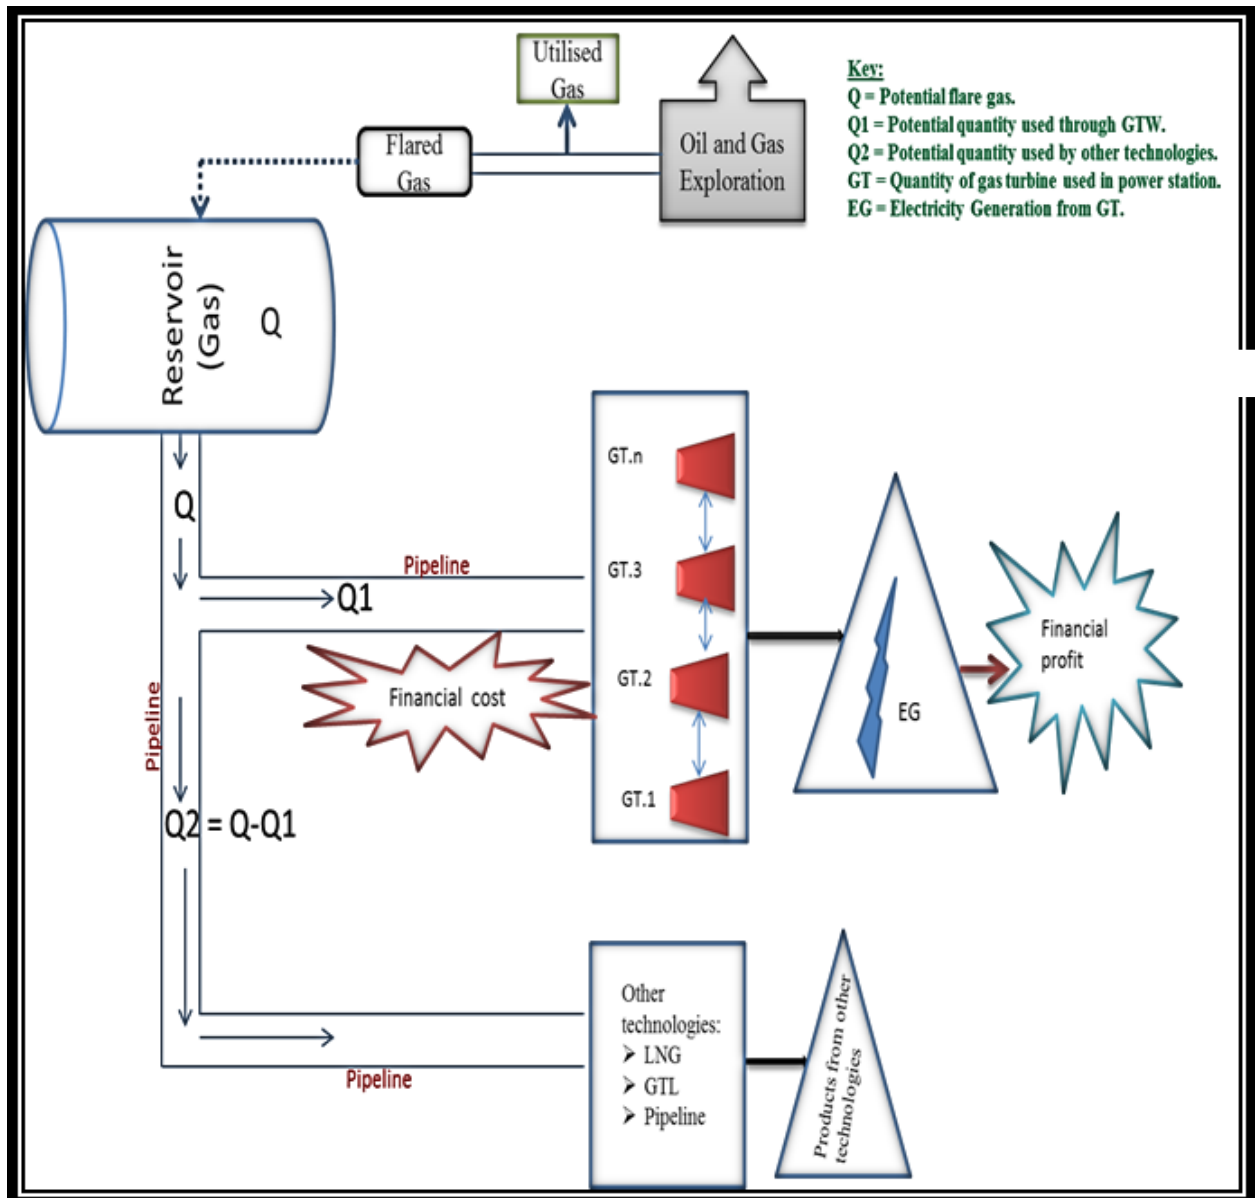 Utilised
Gas
Flared
Gas
Oil and Gas
Exploration
Key:
Q = Potential flare gas.
Q1 = Potential quantity used through GTW.
Q2 = Potential quantity used by other technologies.
GT = Quantity of gas turbine used in power station.
EG = Electricity Generation from GT.
Reservoir
(Gas)
Q
Q
Pipeline
Q1
GT.n
GT.3
GT.2
GT.1
Financial cost
Pipeline
EG
Financial
profit
Q2 = Q-Q1
Pipeline
Other
technologies:
➢ LNG
➢ GTL
➢ Pipeline
Products from other
technologies